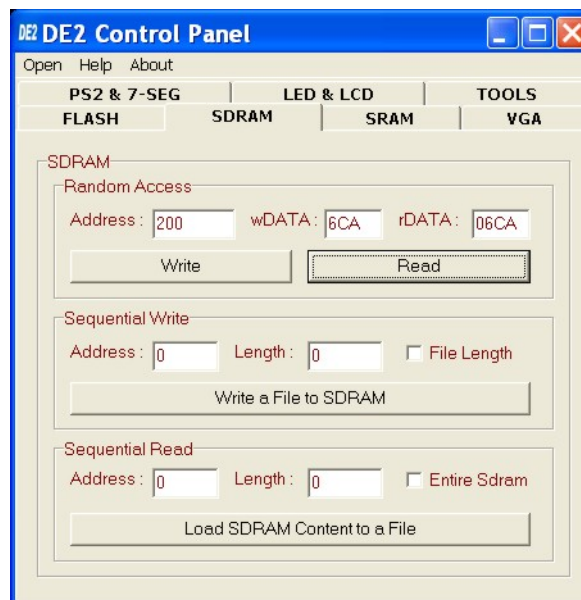 DE2 DE2 Control Panel
Open Help About
PS2 & 7-SEG LED & LCD TOOLS
FLASH SDRAM SRAM VGA
SDRAM
Random Access
Address : 200 wDATA : 6CA rDATA : 06CA
Write Read
Sequential Write
Address : 0 Length : 0 File Length
Write a File to SDRAM
Sequential Read
Address : 0 Length : 0 Entire Sdram
Load SDRAM Content to a File